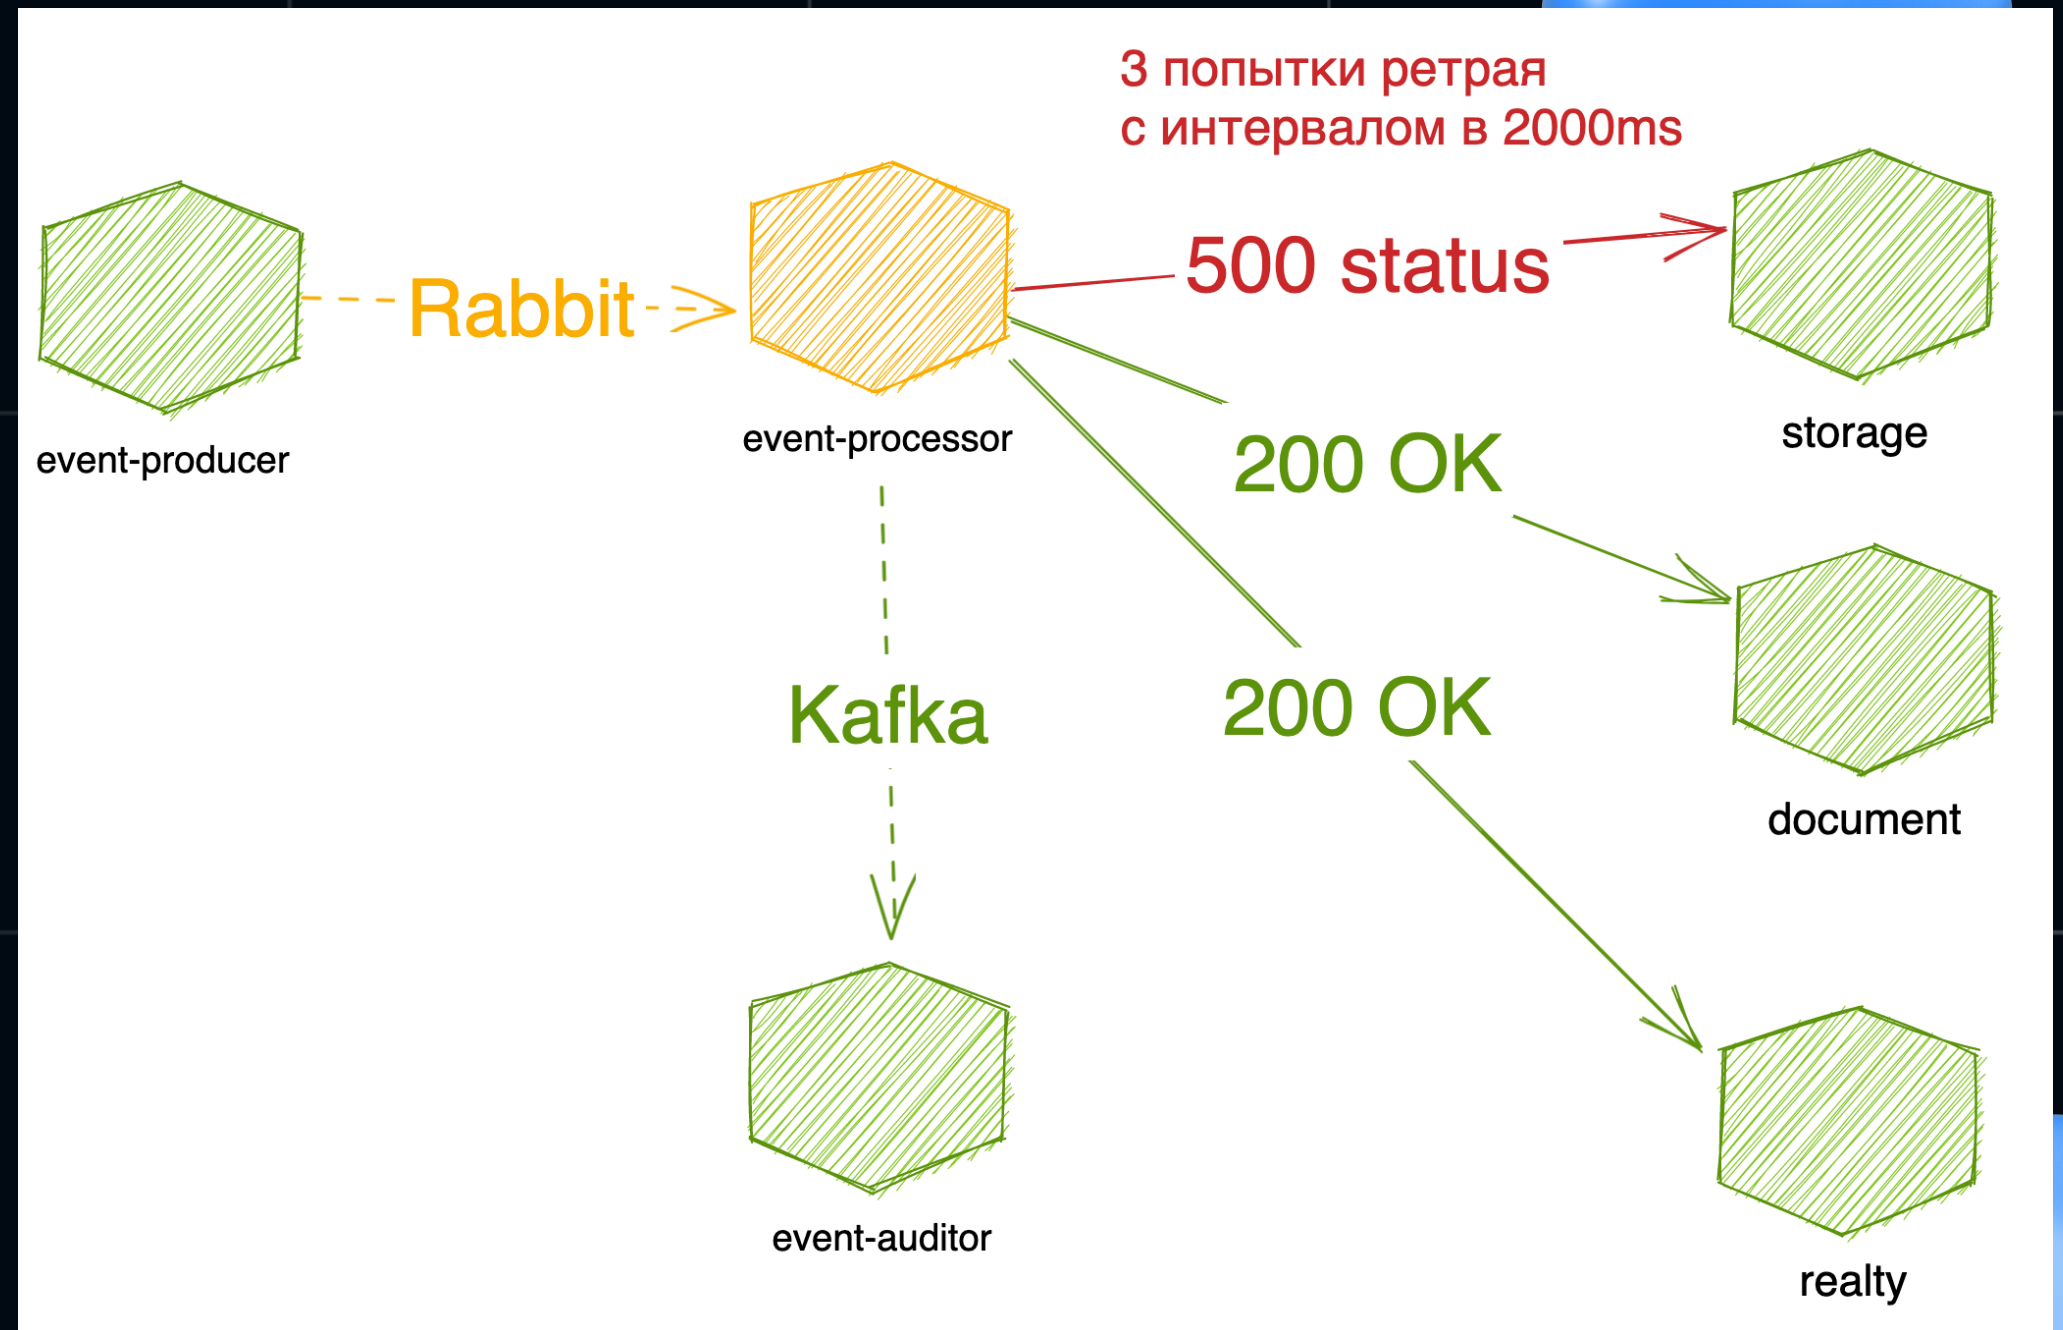 3 попытки ретрая
с интервалом в 2000ms
500 status
Rabbit
storage
event-producer
event-processor
200 OK
Kafka
200 OK
document
event-auditor
realty